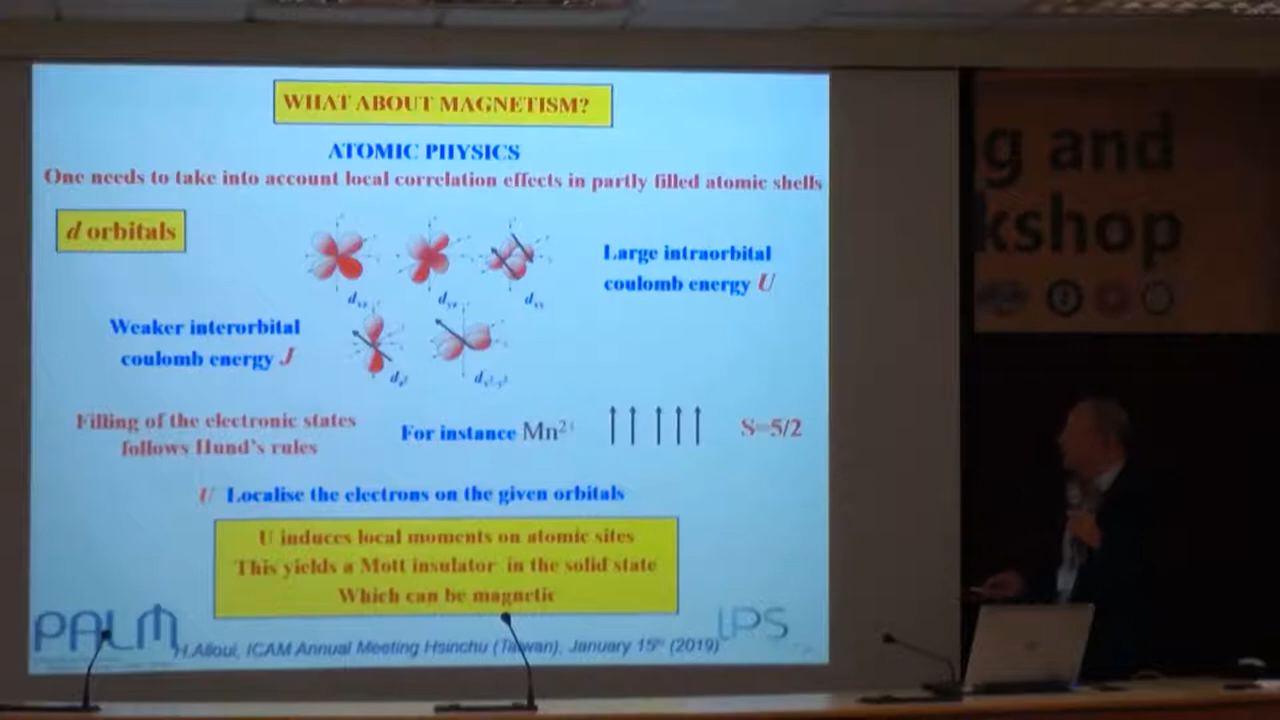 WHAT ABOUT MAGNETISM?
ATOMIC PHYSICS
One needs to take into account local correlation effects in partly filled atomic shells
d orbitals
Large intraorbital
coulomb energy U
d_xz
d_yz
d_xy
Weaker interorbital
coulomb energy J
d_z²
d_x²-y²
Filling of the electronic states
follows Hund's rules
For instance Mn²⁺
S=5/2
U Localise the electrons on the given orbitals
U induces local moments on atomic sites
This yields a Mott insulator in the solid state
Which can be magnetic
PALM
H.Alloul, ICAM Annual Meeting Hsinchu (Taiwan), January 15th (2019)
LPS
g and
kshop